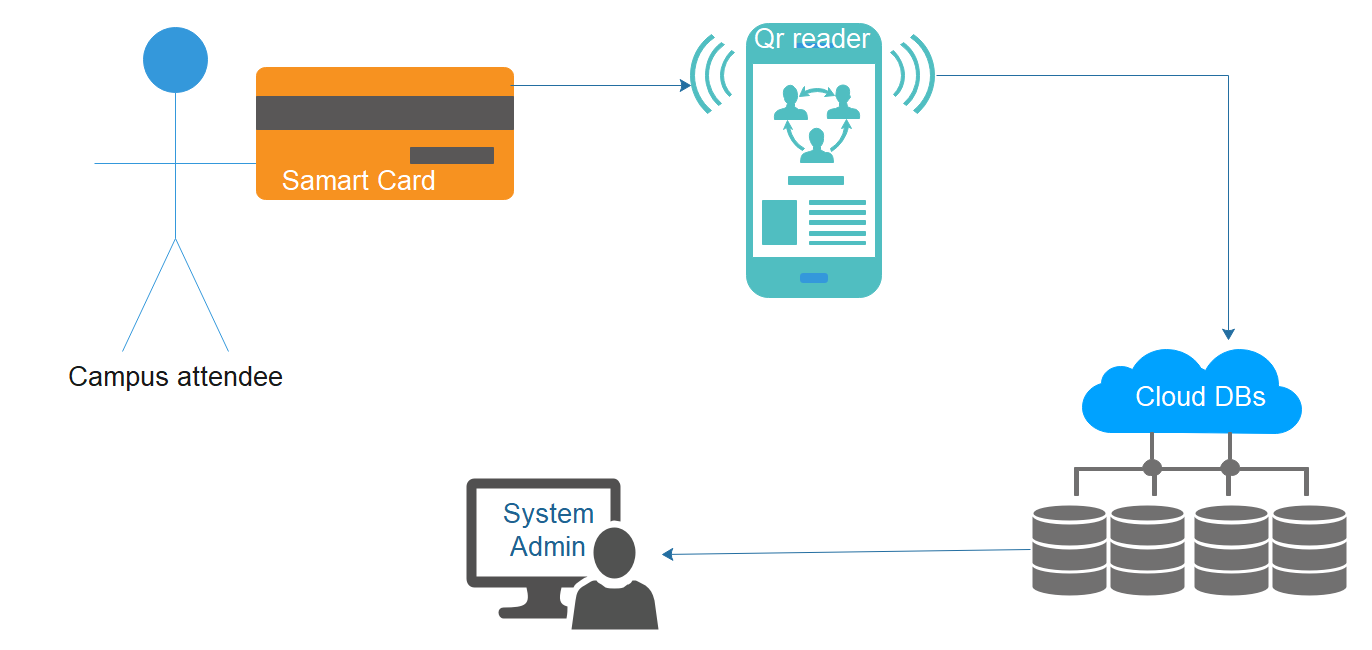 Qr reader
Samart Card
Campus attendee
Cloud DBs
System
Admin